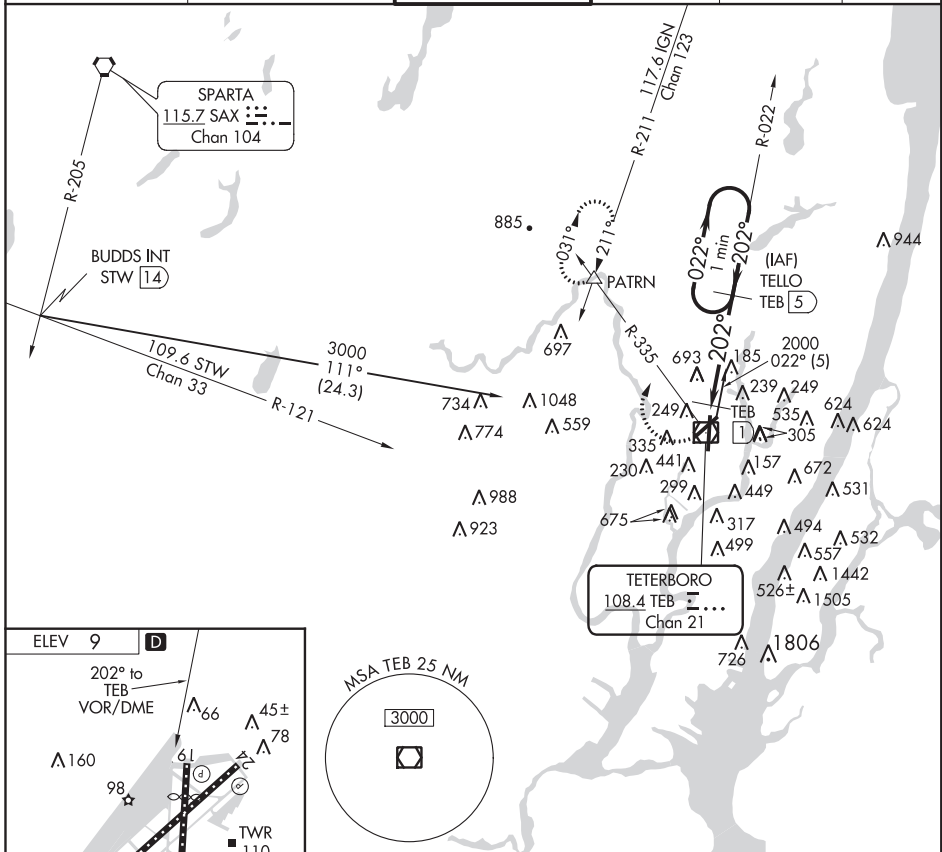 117.6 IGN
Chan 123
R-211
R-022
SPARTA
115.7 SAX
Chan 104
R-205
885
031°
211°
022°
1 min
202°
944
BUDDS INT
STW 14
PATRN
(IAF)
TELLO
TEB 5
R-335
202°
697
3000
111°
(24.3)
109.6 STW
Chan 33
R-121
693
185
2000
022° (5)
239
249
734
1048
249
TEB
1
535
624
624
774
559
335
305
230
441
157
672
299
449
531
988
675
317
494
532
923
499
557
526±
1442
1505
TETERBORO
108.4 TEB
Chan 21
726
1806
ELEV 9
D
202° to
TEB
VOR/DME
66
45±
78
160
98
19
24
P
P
TWR
110
MSA TEB 25 NM
3000